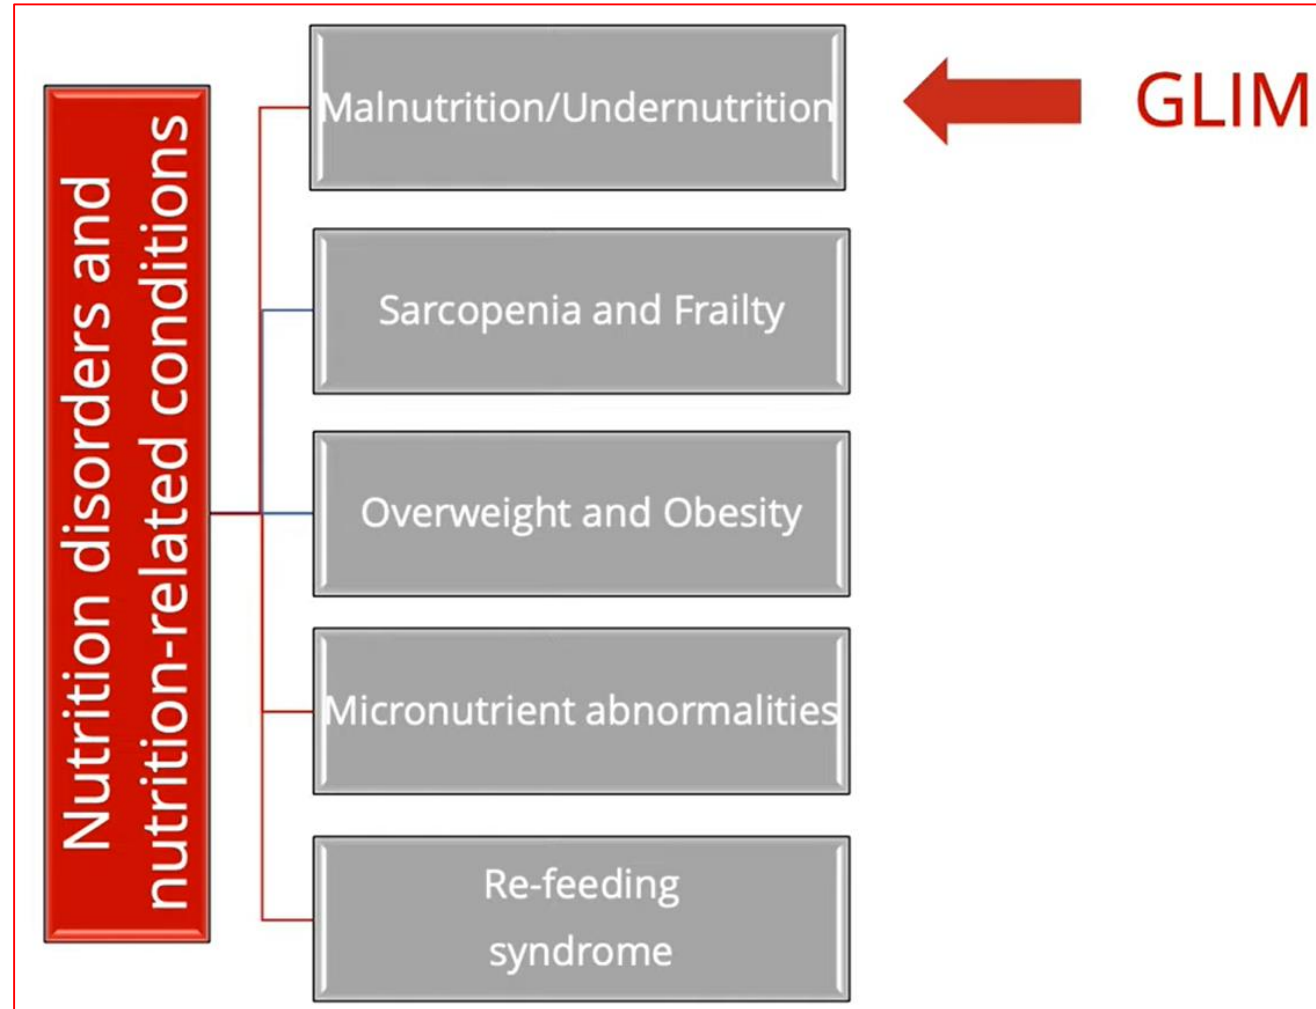 Nutrition disorders and
nutrition-related conditions
Malnutrition/Undernutrition
GLIM
Sarcopenia and Frailty
Overweight and Obesity
Micronutrient abnormalities
Re-feeding
syndrome